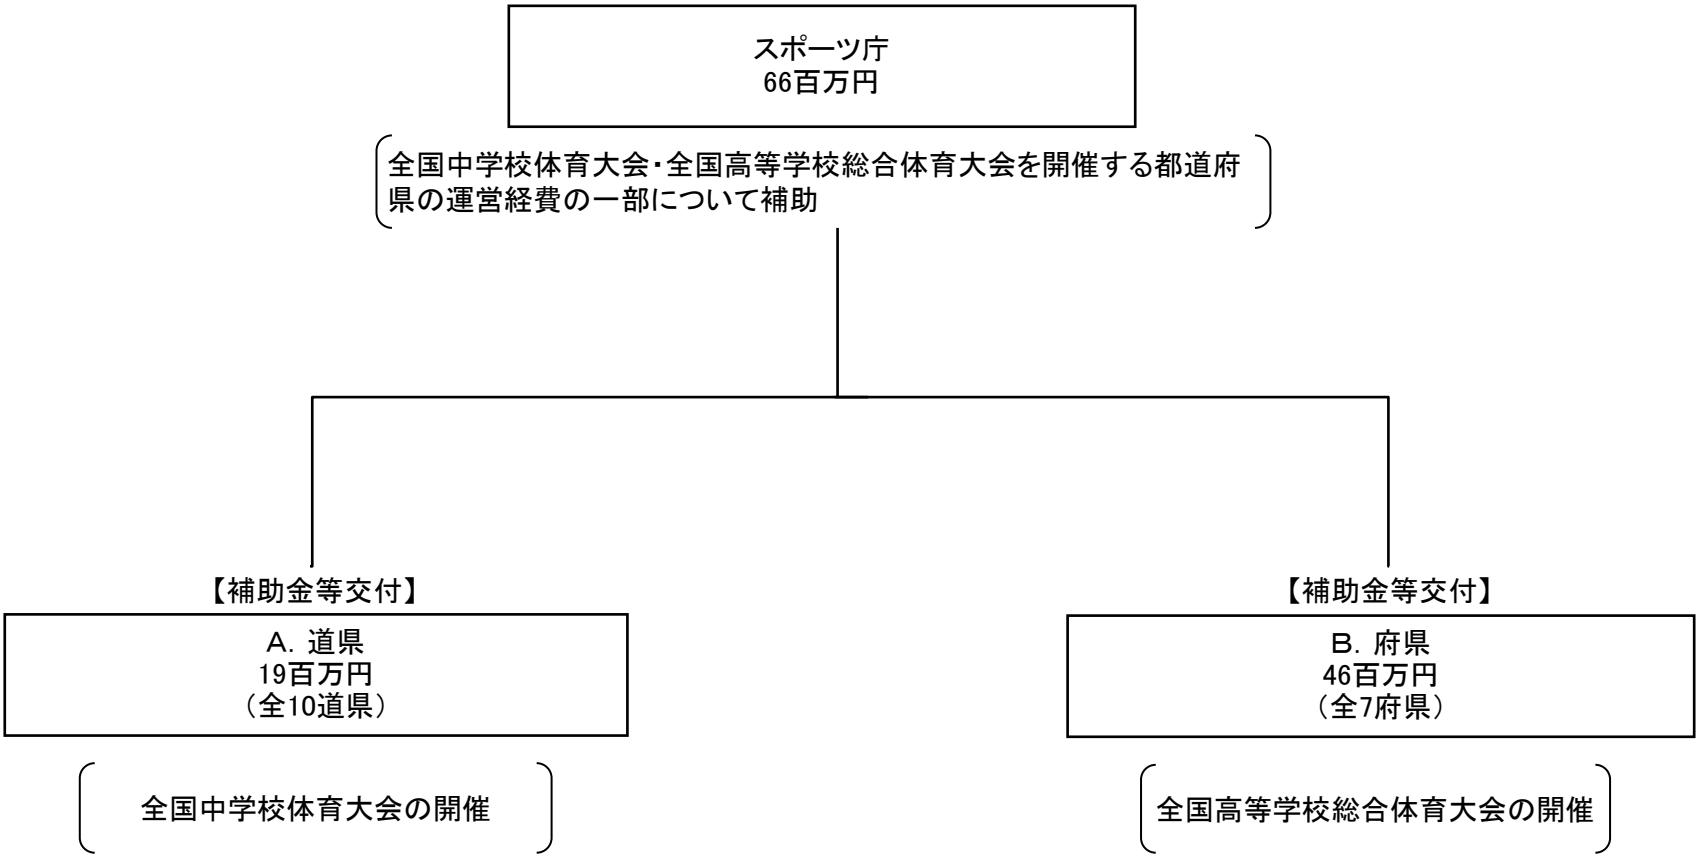 スポーツ庁
66百万円
全国中学校体育大会・全国高等学校総合体育大会を開催する都道府
県の運営経費の一部について補助
【補助金等交付】
A．道県
19百万円
（全10道県）
全国中学校体育大会の開催
【補助金等交付】
B．府県
46百万円
（全7府県）
全国高等学校総合体育大会の開催